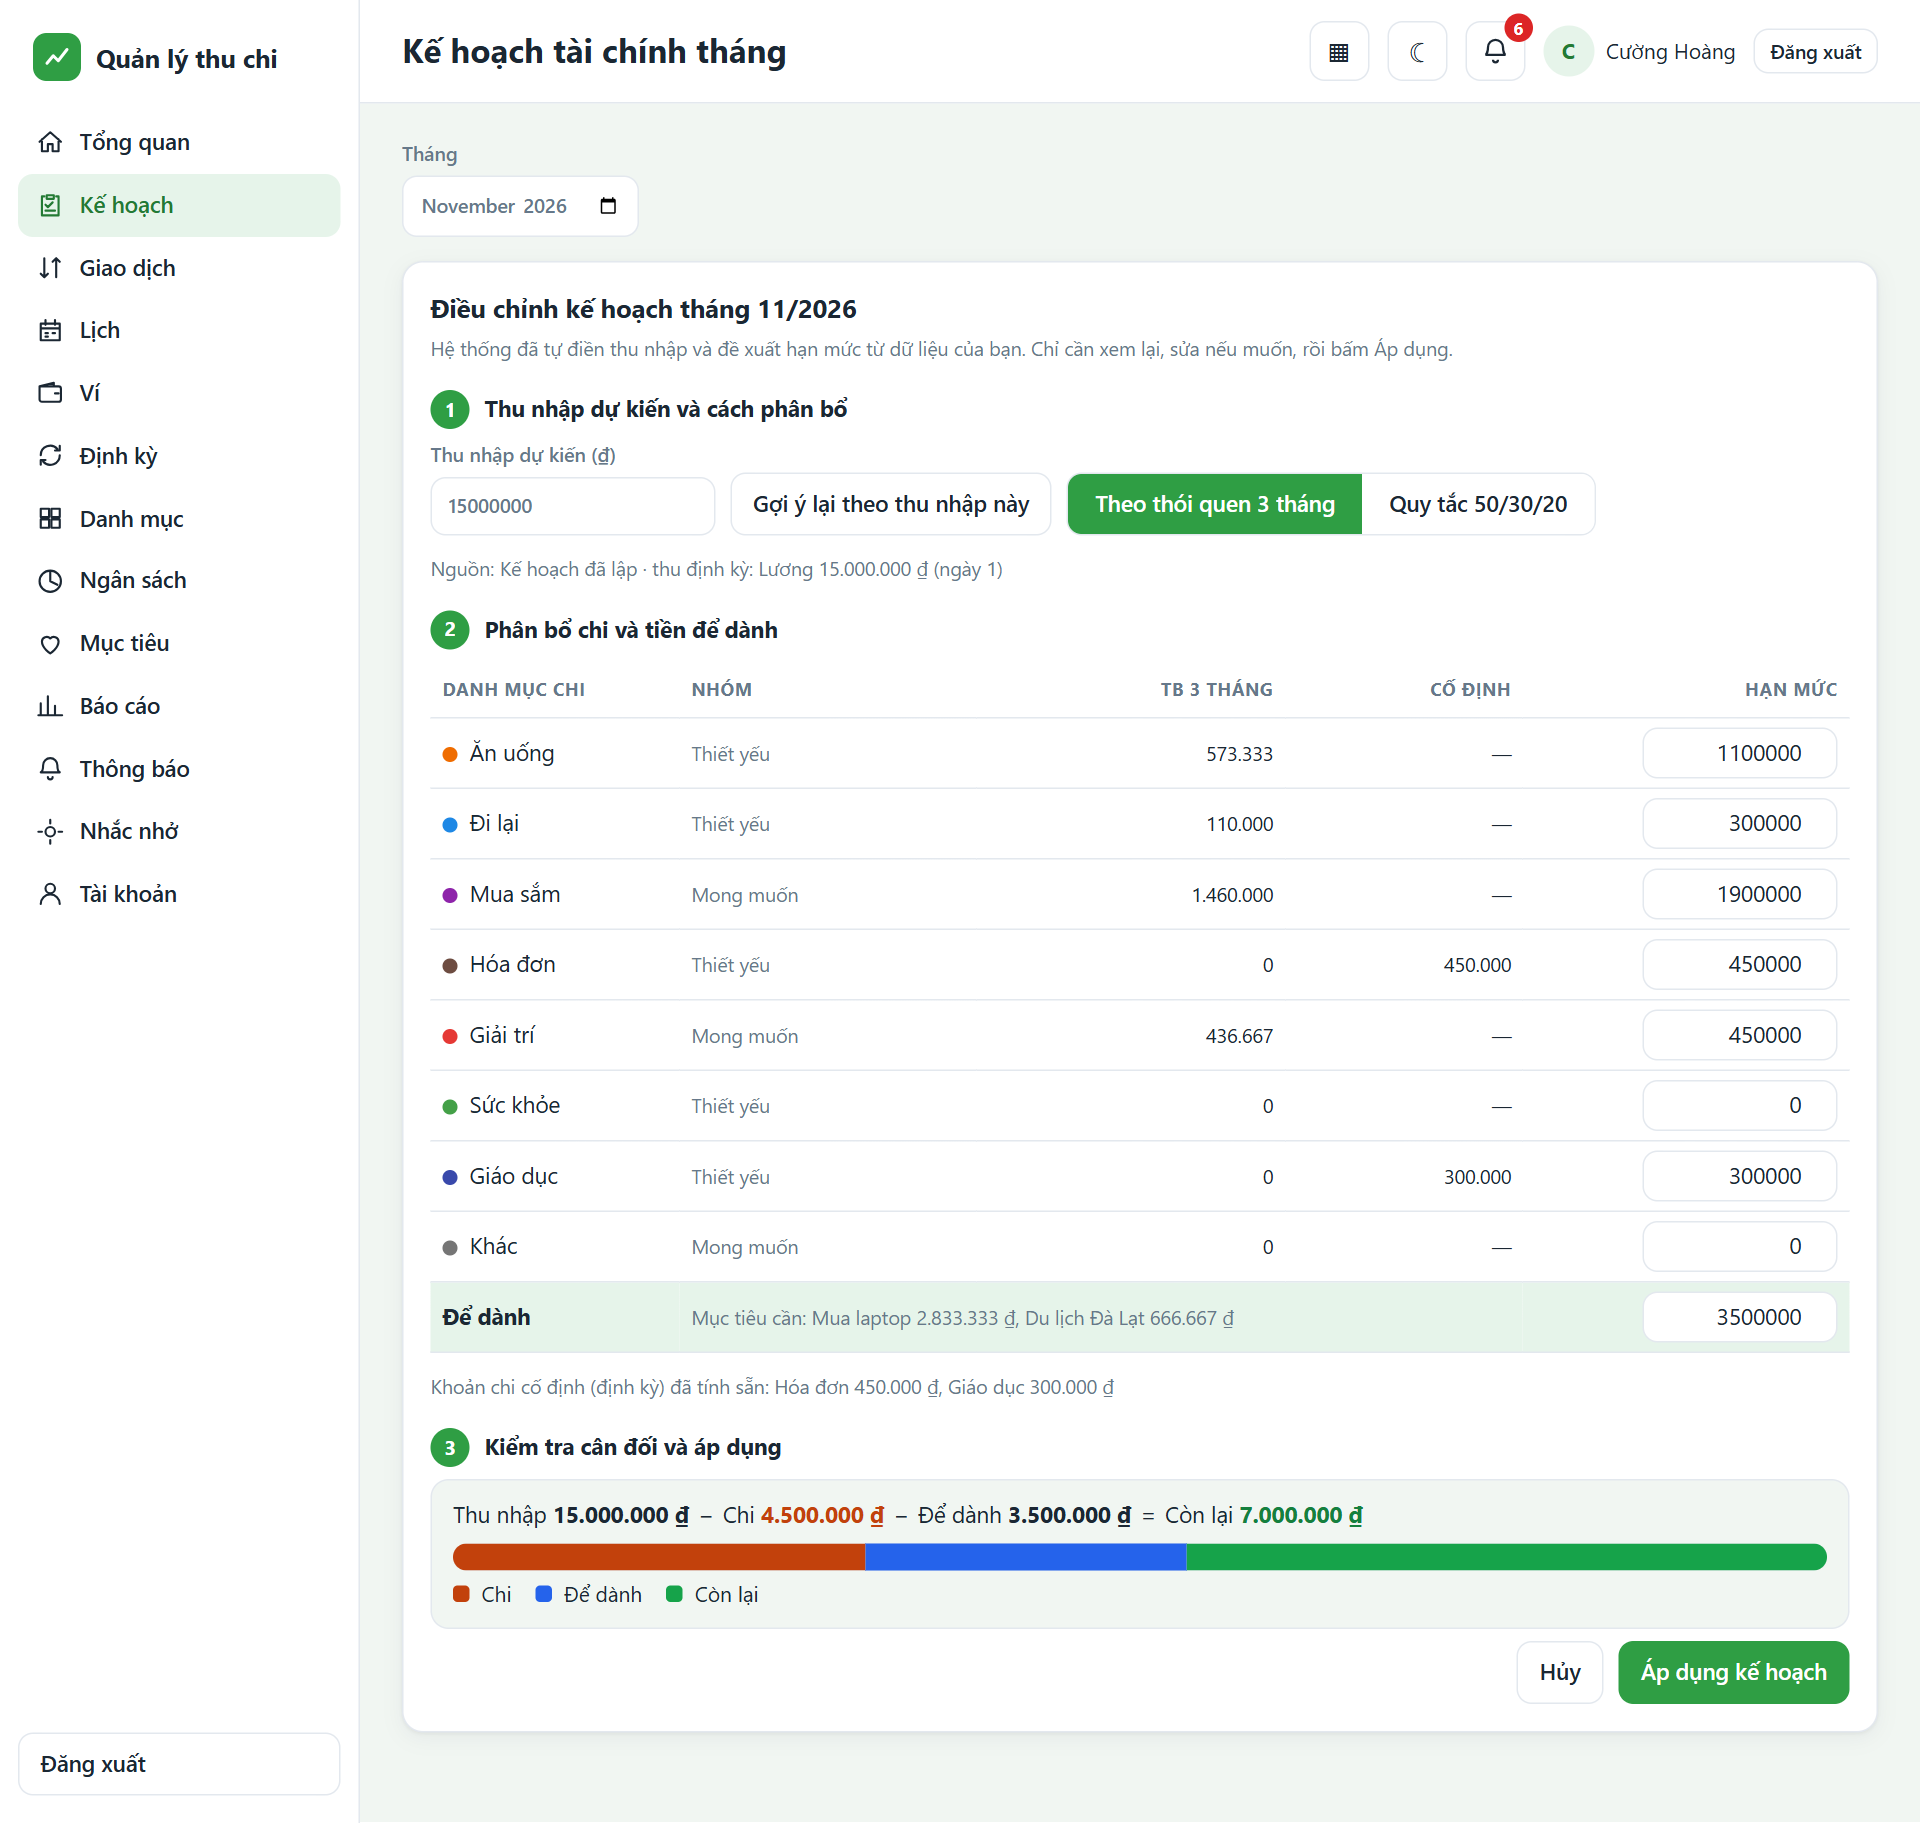 Quản lý thu chi
Tổng quan
Kế hoạch
Giao dịch
Lịch
Ví
Định kỳ
Danh mục
Ngân sách
Mục tiêu
Báo cáo
Thông báo
Nhắc nhở
Tài khoản
Đăng xuất
Kế hoạch tài chính tháng
6
C Cường Hoàng Đăng xuất
Tháng
November 2026
Điều chỉnh kế hoạch tháng 11/2026
Hệ thống đã tự điền thu nhập và đề xuất hạn mức từ dữ liệu của bạn. Chỉ cần xem lại, sửa nếu muốn, rồi bấm Áp dụng.
1 Thu nhập dự kiến và cách phân bổ
Thu nhập dự kiến (₫)
15000000 Gợi ý lại theo thu nhập này Theo thói quen 3 tháng Quy tắc 50/30/20
Nguồn: Kế hoạch đã lập · thu định kỳ: Lương 15.000.000 ₫ (ngày 1)
2 Phân bổ chi và tiền để dành
DANH MỤC CHI NHÓM TB 3 THÁNG CỐ ĐỊNH HẠN MỨC
Ăn uống Thiết yếu 573.333 — 1100000
Đi lại Thiết yếu 110.000 — 300000
Mua sắm Mong muốn 1.460.000 — 1900000
Hóa đơn Thiết yếu 0 450.000 450000
Giải trí Mong muốn 436.667 — 450000
Sức khỏe Thiết yếu 0 — 0
Giáo dục Thiết yếu 0 300.000 300000
Khác Mong muốn 0 — 0
Để dành Mục tiêu cần: Mua laptop 2.833.333 ₫, Du lịch Đà Lạt 666.667 ₫ 3500000
Khoản chi cố định (định kỳ) đã tính sẵn: Hóa đơn 450.000 ₫, Giáo dục 300.000 ₫
3 Kiểm tra cân đối và áp dụng
Thu nhập 15.000.000 ₫ – Chi 4.500.000 ₫ – Để dành 3.500.000 ₫ = Còn lại 7.000.000 ₫
Chi Để dành Còn lại
Hủy Áp dụng kế hoạch